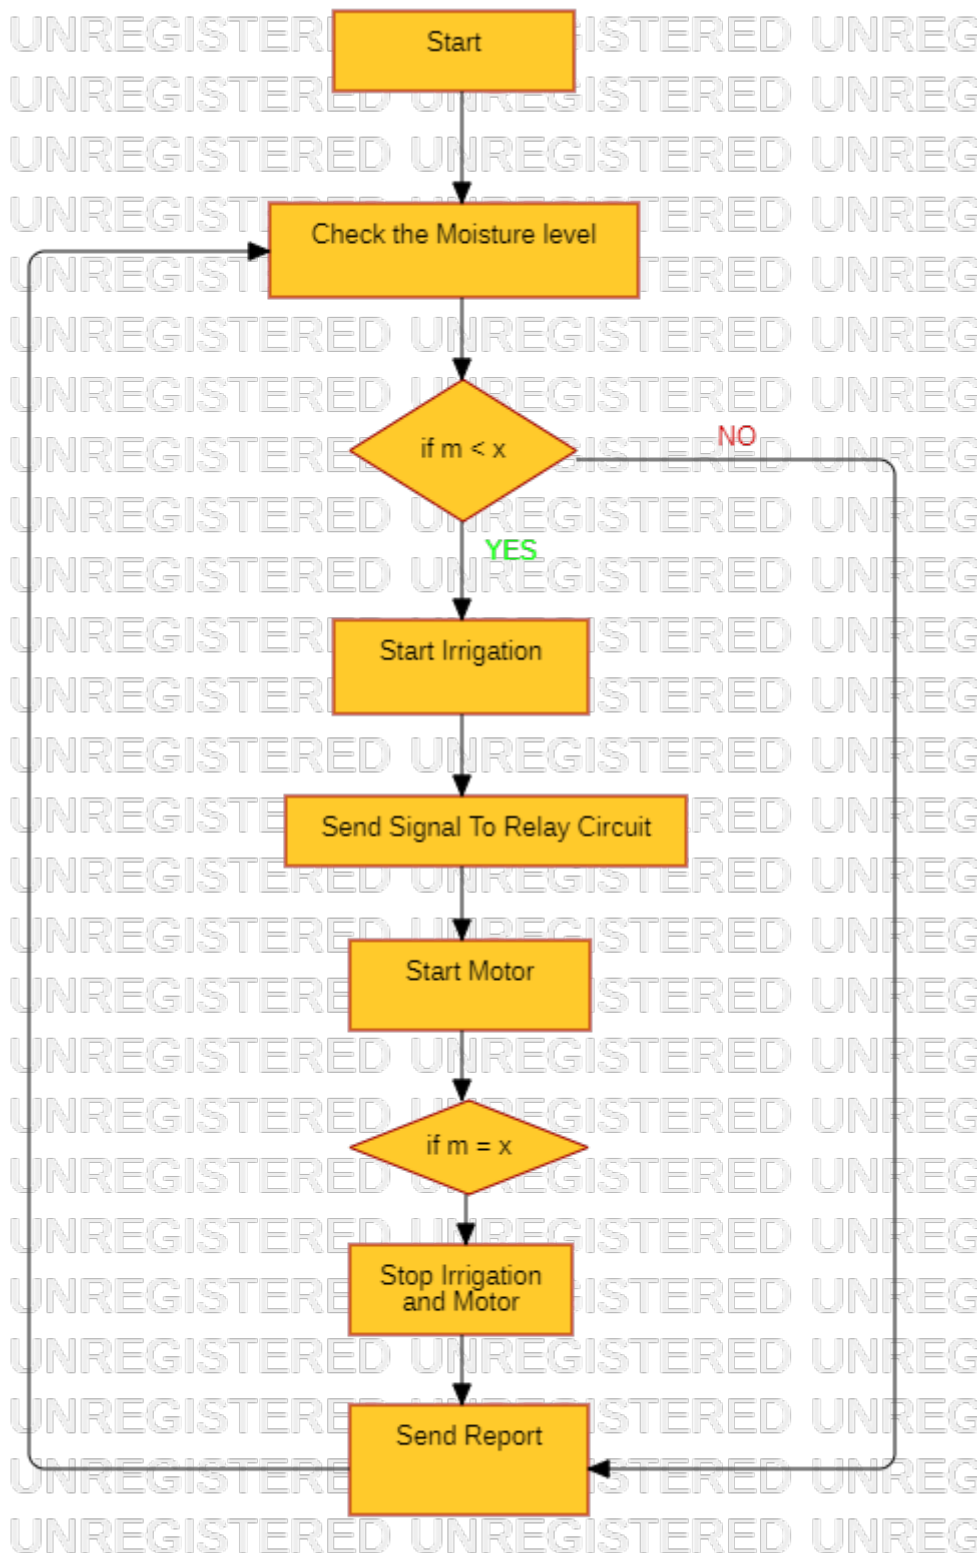 Start
Check the Moisture level
if m < x
NO
YES
Start Irrigation
Send Signal To Relay Circuit
Start Motor
if m = x
Stop Irrigation
and Motor
Send Report
UNREGISTERED